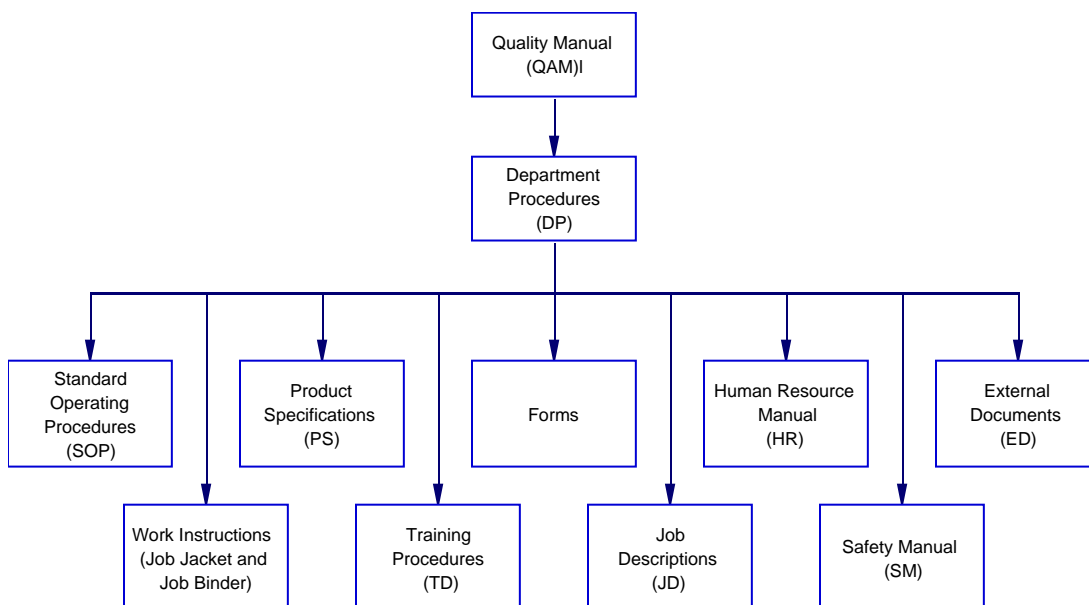 Quality Manual
(QAM)l
Department
Procedures
(DP)
Standard
Operating
Procedures
(SOP)
Product
Specifications
(PS)
Forms
Human Resource
Manual
(HR)
External
Documents
(ED)
Work Instructions
(Job Jacket and
Job Binder)
Training
Procedures
(TD)
Job
Descriptions
(JD)
Safety Manual
(SM)